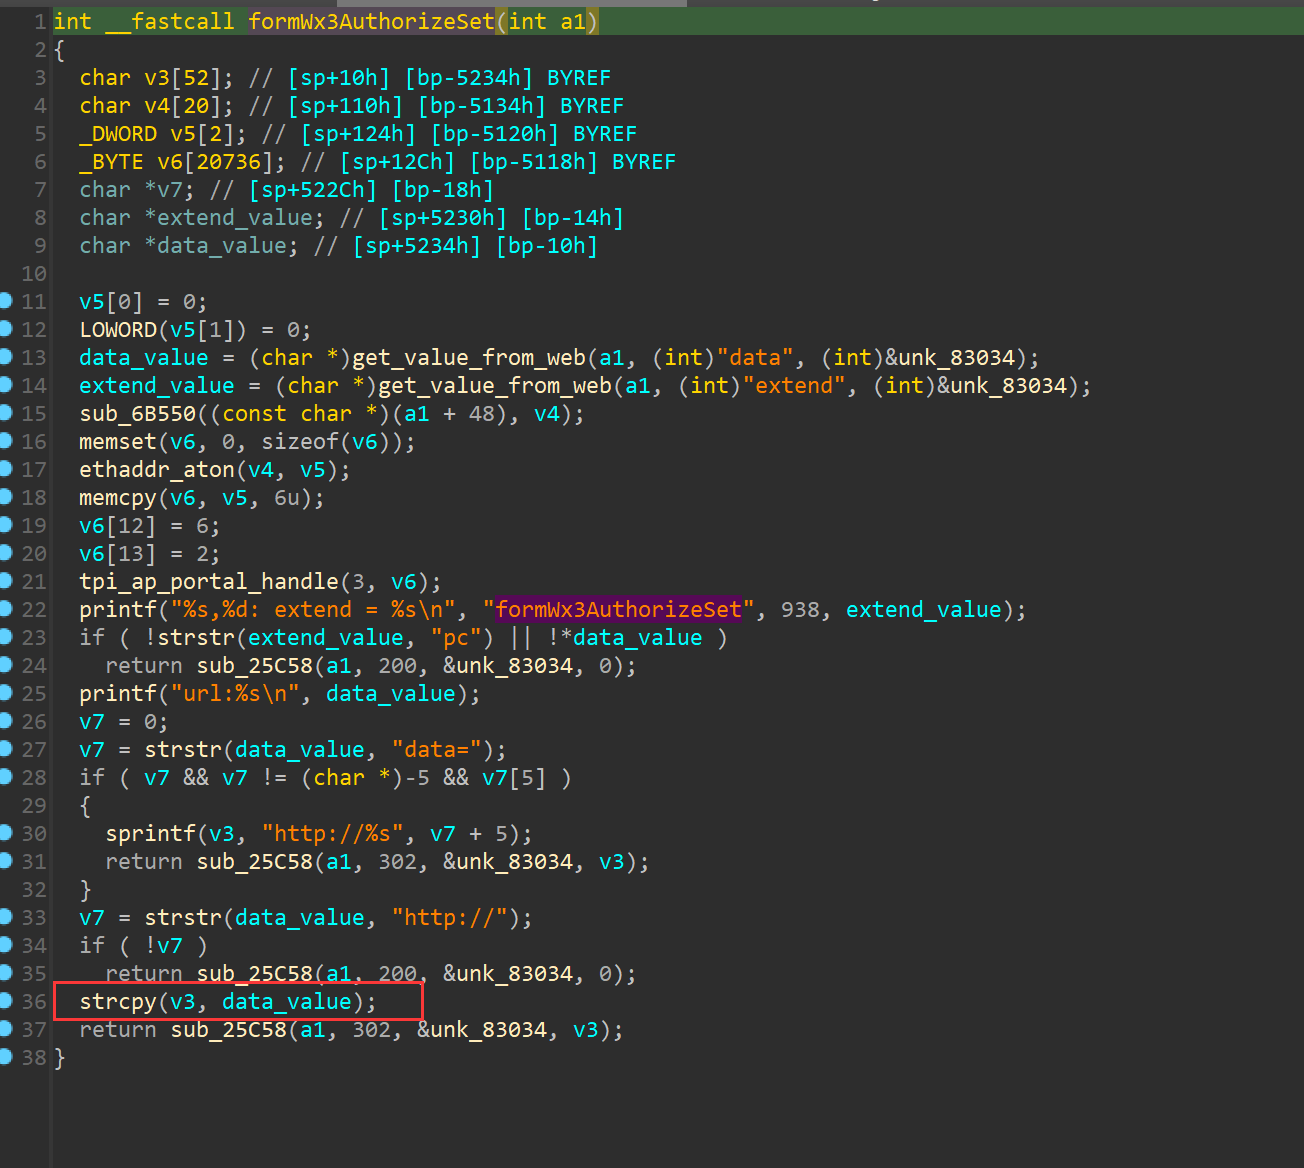 1 int __fastcall formWx3AuthorizeSet(int a1)
2 {
3   char v3[52]; // [sp+10h] [bp-5234h] BYREF
4   char v4[20]; // [sp+110h] [bp-5134h] BYREF
5   _DWORD v5[2]; // [sp+124h] [bp-5120h] BYREF
6   _BYTE v6[20736]; // [sp+12Ch] [bp-5118h] BYREF
7   char *v7; // [sp+522Ch] [bp-18h]
8   char *extend_value; // [sp+5230h] [bp-14h]
9   char *data_value; // [sp+5234h] [bp-10h]
10
11   v5[0] = 0;
12   LOWORD(v5[1]) = 0;
13   data_value = (char *)get_value_from_web(a1, (int)"data", (int)&unk_83034);
14   extend_value = (char *)get_value_from_web(a1, (int)"extend", (int)&unk_83034);
15   sub_6B550((const char *)(a1 + 48), v4);
16   memset(v6, 0, sizeof(v6));
17   ethaddr_aton(v4, v5);
18   memcpy(v6, v5, 6u);
19   v6[12] = 6;
20   v6[13] = 2;
21   tpi_ap_portal_handle(3, v6);
22   printf("%s,%d: extend = %s\n", "formWx3AuthorizeSet", 938, extend_value);
23   if ( !strstr(extend_value, "pc") || !*data_value )
24     return sub_25C58(a1, 200, &unk_83034, 0);
25   printf("url:%s\n", data_value);
26   v7 = 0;
27   v7 = strstr(data_value, "data=");
28   if ( v7 && v7 != (char *)-5 && v7[5] )
29   {
30     sprintf(v3, "http://%s", v7 + 5);
31     return sub_25C58(a1, 302, &unk_83034, v3);
32   }
33   v7 = strstr(data_value, "http://");
34   if ( !v7 )
35     return sub_25C58(a1, 200, &unk_83034, 0);
36   strcpy(v3, data_value);
37   return sub_25C58(a1, 302, &unk_83034, v3);
38 }